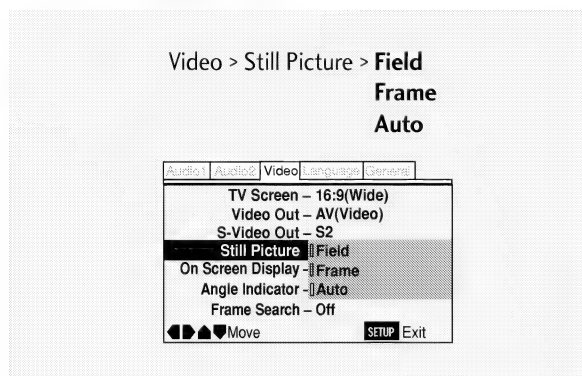 Video > Still Picture > Field
Frame
Auto
Audio1 Audio2 Video Language General
TV Screen – 16:9(Wide)
Video Out – AV(Video)
S-Video Out – S2
Still Picture Field
On Screen Display - Frame
Angle Indicator - Auto
Frame Search – Off
Move SETUP Exit